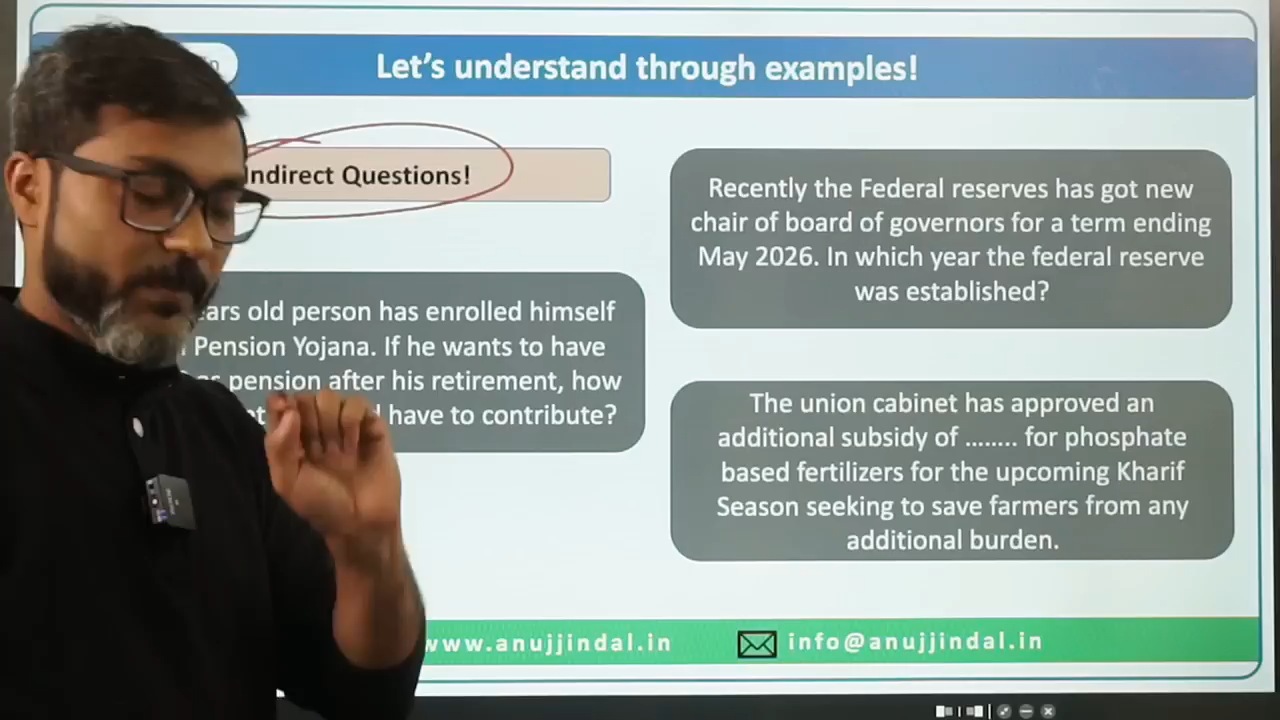 Let's understand through examples!
Indirect Questions!
Recently the Federal reserves has got new
chair of board of governors for a term ending
May 2026. In which year the federal reserve
was established?
old person has enrolled himself
Pension Yojana. If he wants to have
pension after his retirement, how
have to contribute?
The union cabinet has approved an
additional subsidy of ........ for phosphate
based fertilizers for the upcoming Kharif
Season seeking to save farmers from any
additional burden.
www.anujjindal.in
info@anujjindal.in